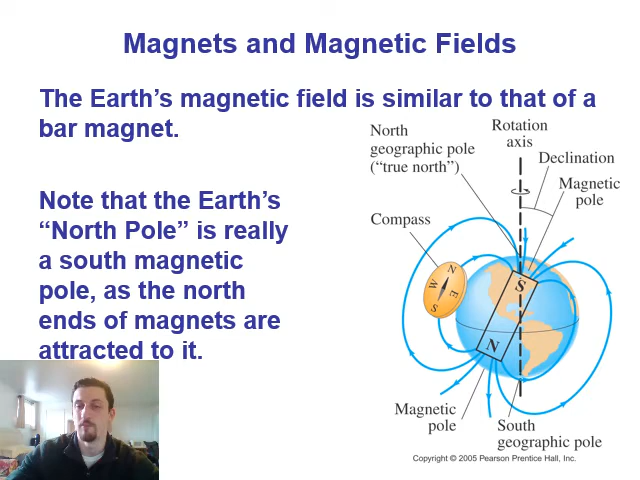 Magnets and Magnetic Fields
The Earth’s magnetic field is similar to that of a
bar magnet.
Note that the Earth’s
“North Pole” is really
a south magnetic
pole, as the north
ends of magnets are
attracted to it.
North
geographic pole
(“true north”)
Rotation
axis
Declination
Magnetic
pole
Compass
N
W
E
S
S
N
Magnetic
pole
South
geographic pole
Copyright © 2005 Pearson Prentice Hall, Inc.